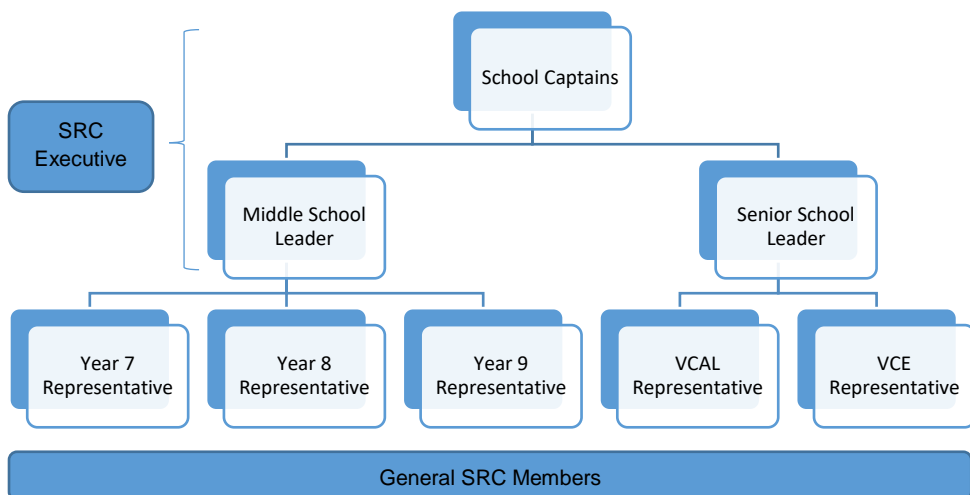 School Captains
SRC
Executive
Middle School
Leader
Senior School
Leader
Year 7
Representative
Year 8
Representative
Year 9
Representative
VCAL
Representative
VCE
Representative
General SRC Members